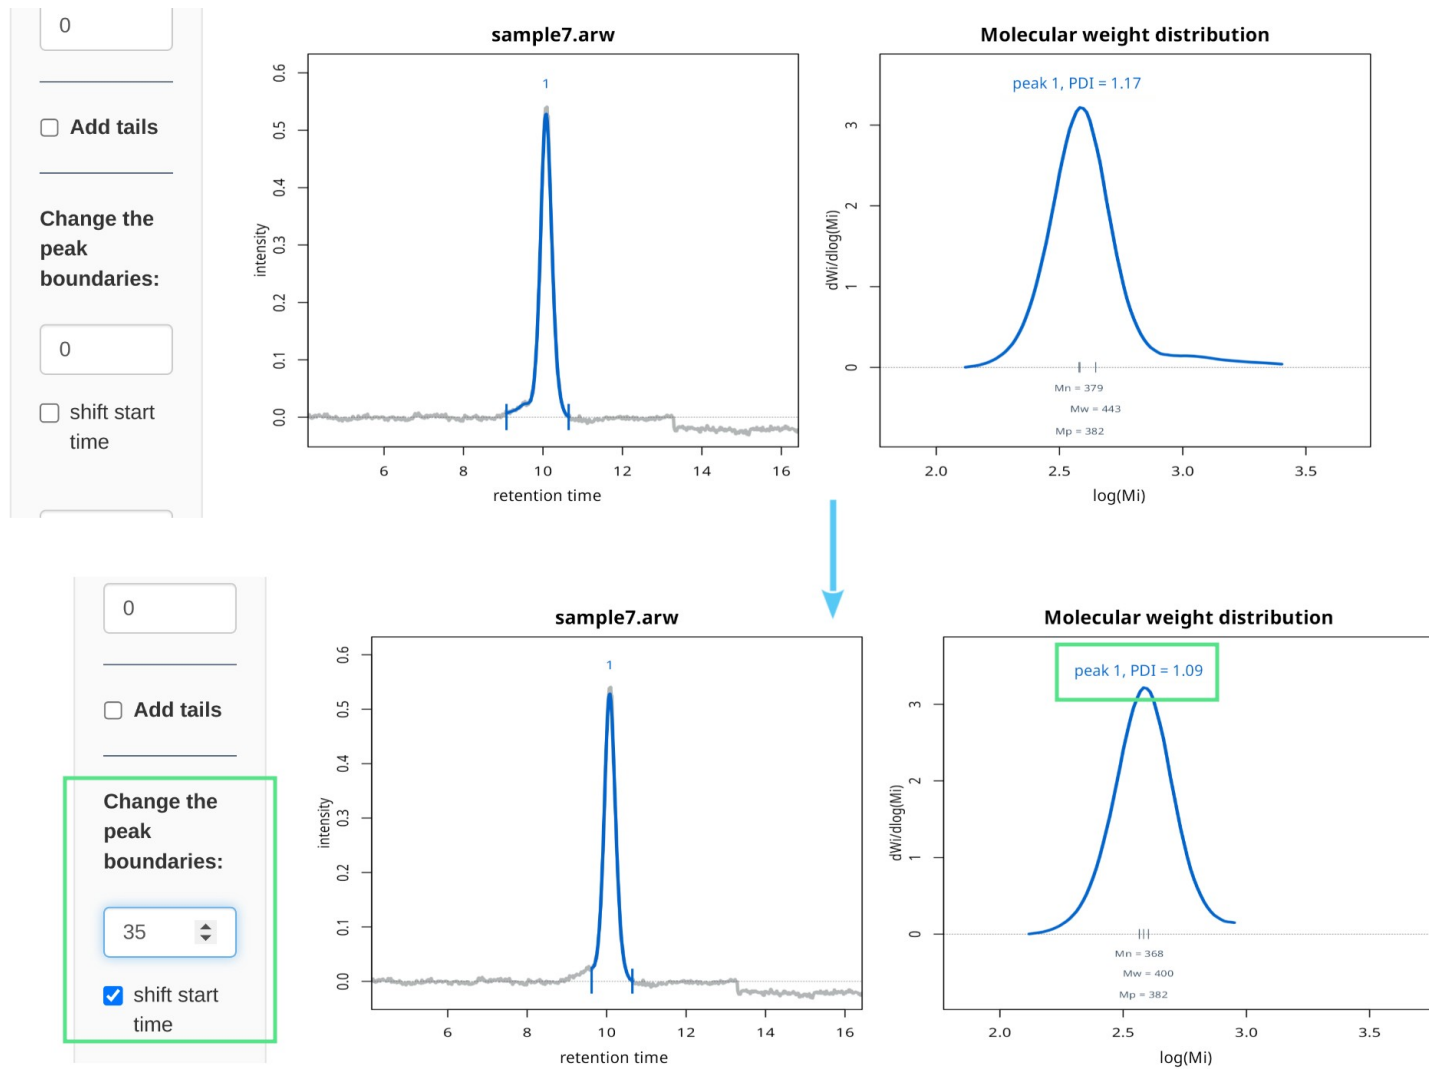 0
Add tails
Change the
peak
boundaries:
0
shift start
time
sample7.arw
1
intensity
0.0
0.1
0.2
0.3
0.4
0.5
0.6
6 8 10 12 14 16
retention time
Molecular weight distribution
peak 1, PDI = 1.17
dWi/dlog(Mi)
0
1
2
3
Mn = 379
Mw = 443
Mp = 382
2.0 2.5 3.0 3.5
log(Mi)
0
Add tails
Change the
peak
boundaries:
35
shift start
time
sample7.arw
1
intensity
0.0
0.1
0.2
0.3
0.4
0.5
0.6
6 8 10 12 14 16
retention time
Molecular weight distribution
peak 1, PDI = 1.09
dWi/dlog(Mi)
0
1
2
3
Mn = 368
Mw = 400
Mp = 382
2.0 2.5 3.0 3.5
log(Mi)